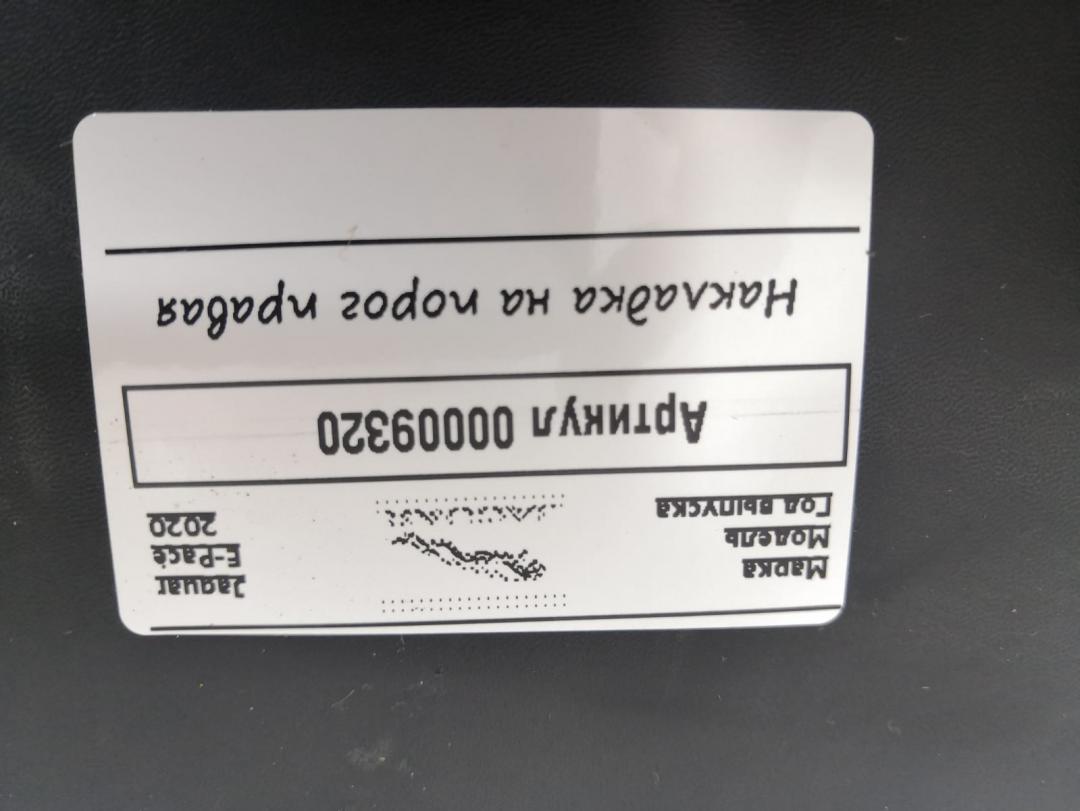 Марка Jaguar
Модель E-Pace
Год выпуска 2020
Артикул 00009320
Накладка на порог правая